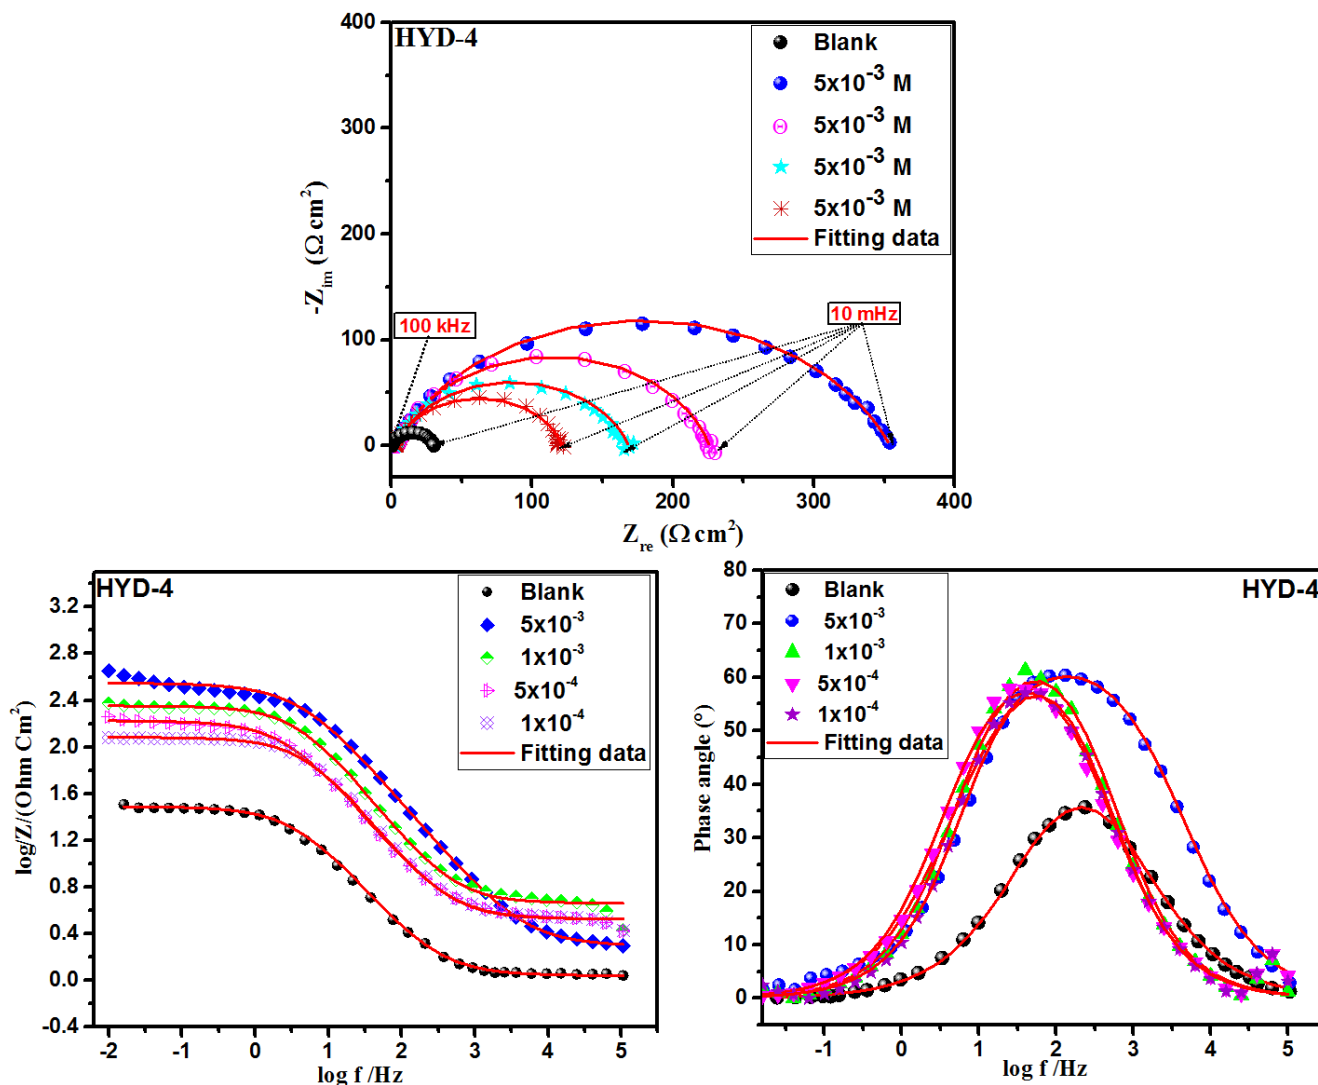 HYD-4
Blank
5x10⁻³ M
5x10⁻³ M
5x10⁻³ M
5x10⁻³ M
Fitting data
400
300
200
100
0
-Z_im (Ω cm²)
100 kHz
10 mHz
0 100 200 300 400
Z_re (Ω cm²)
HYD-4
Blank
5x10⁻³
1x10⁻³
5x10⁻⁴
1x10⁻⁴
Fitting data
3.2
2.8
2.4
2.0
1.6
1.2
0.8
0.4
0.0
-0.4
log/Z/(Ohm Cm²)
-2 -1 0 1 2 3 4 5
log f /Hz
HYD-4
Blank
5x10⁻³
1x10⁻³
5x10⁻⁴
1x10⁻⁴
Fitting data
80
70
60
50
40
30
20
10
0
Phase angle (°)
-1 0 1 2 3 4 5
log f /Hz